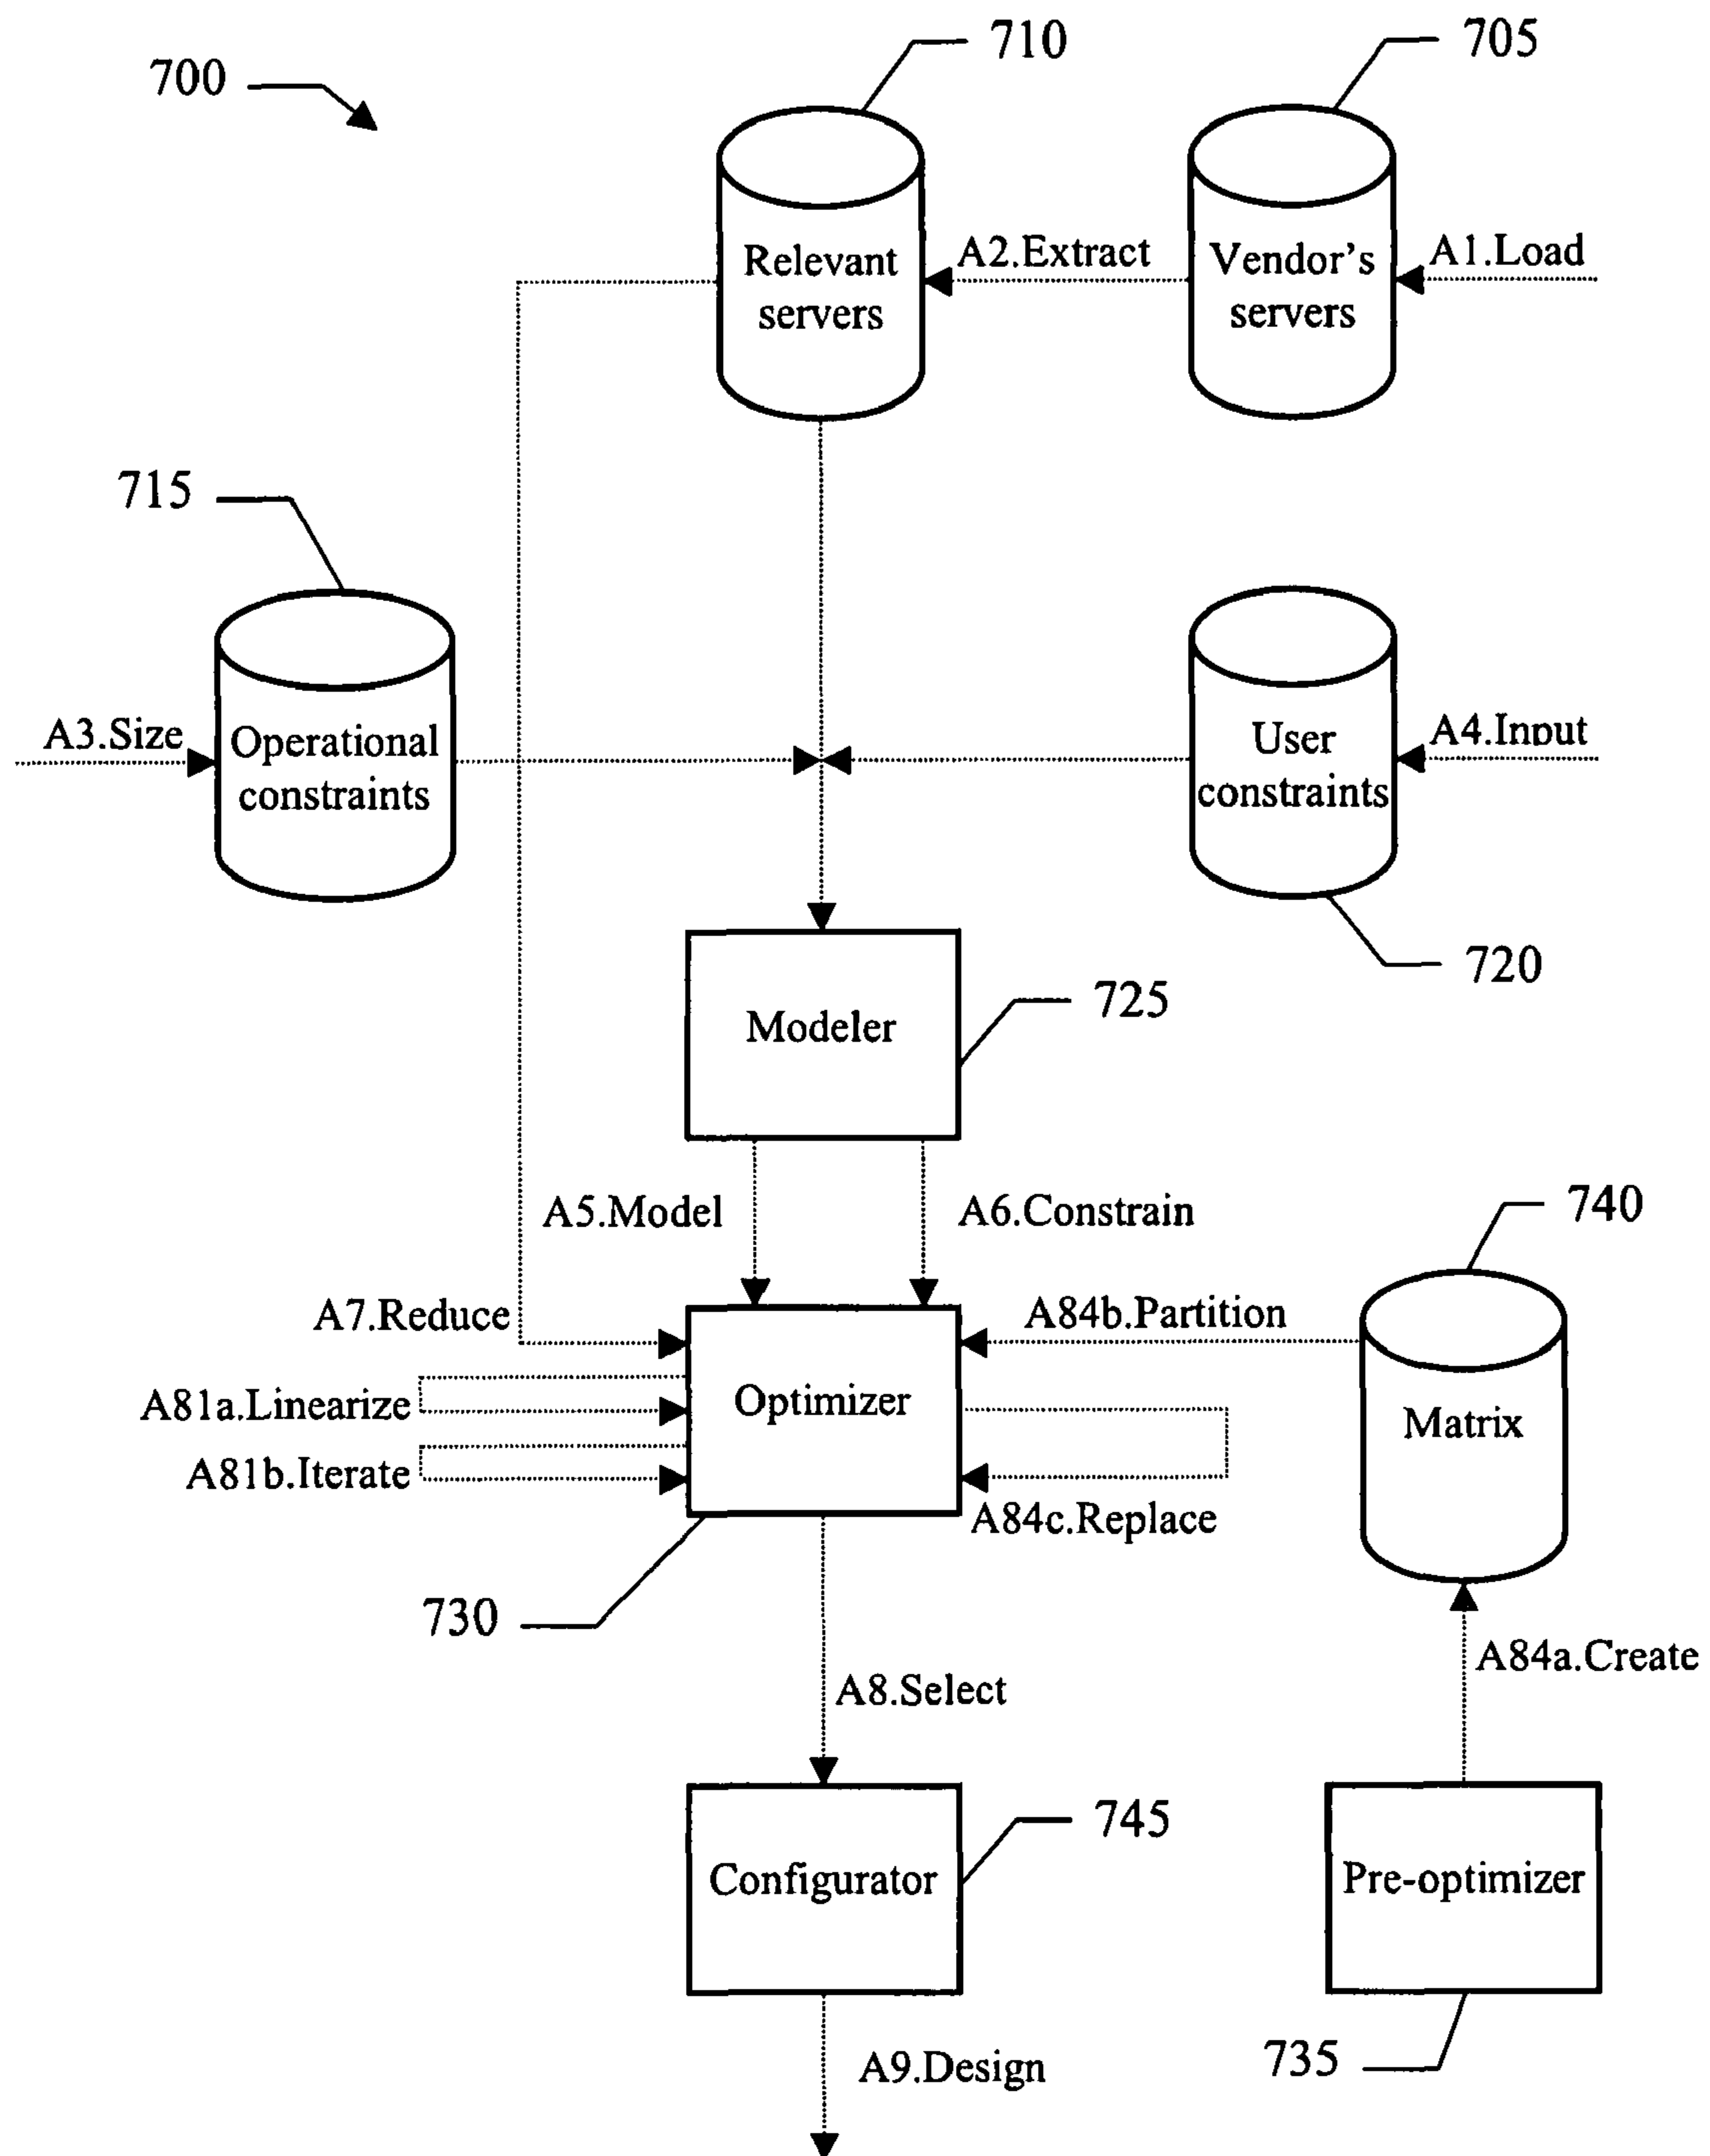 710
705
700
Relevant
servers
A2.Extract
Vendor's
servers
A1.Load
715
A3.Size
Operational
constraints
User
constraints
A4.Input
720
725
Modeler
A5.Model
A6.Constrain
740
A7.Reduce
A84b.Partition
A81a.Linearize
Optimizer
Matrix
A81b.Iterate
A84c.Replace
730
A84a.Create
A8.Select
745
Configurator
Pre-optimizer
735
A9.Design